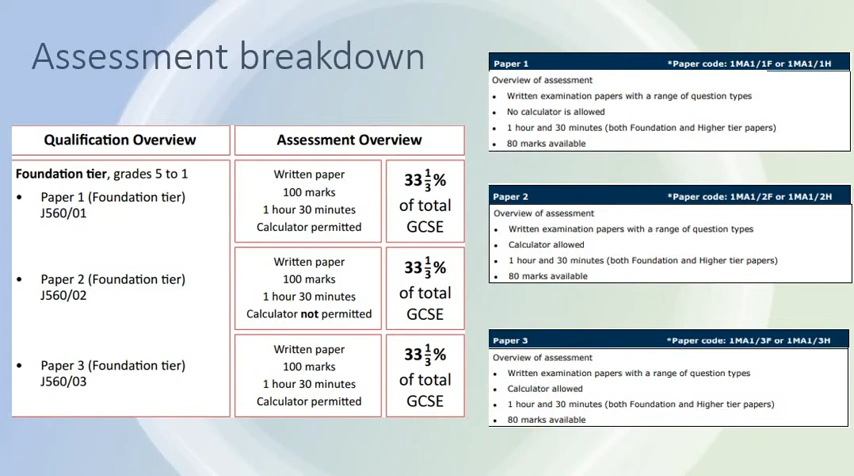 Assessment breakdown
Qualification Overview
Assessment Overview
Foundation tier, grades 5 to 1
• Paper 1 (Foundation tier)
J560/01
Written paper
100 marks
1 hour 30 minutes
Calculator permitted
33 1/3%
of total
GCSE
• Paper 2 (Foundation tier)
J560/02
Written paper
100 marks
1 hour 30 minutes
Calculator not permitted
33 1/3%
of total
GCSE
• Paper 3 (Foundation tier)
J560/03
Written paper
100 marks
1 hour 30 minutes
Calculator permitted
33 1/3%
of total
GCSE
Paper 1 *Paper code: 1MA1/1F or 1MA1/1H
Overview of assessment
• Written examination papers with a range of question types
• No calculator is allowed
• 1 hour and 30 minutes (both Foundation and Higher tier papers)
• 80 marks available
Paper 2 *Paper code: 1MA1/2F or 1MA1/2H
Overview of assessment
• Written examination papers with a range of question types
• Calculator allowed
• 1 hour and 30 minutes (both Foundation and Higher tier papers)
• 80 marks available
Paper 3 *Paper code: 1MA1/3F or 1MA1/3H
Overview of assessment
• Written examination papers with a range of question types
• Calculator allowed
• 1 hour and 30 minutes (both Foundation and Higher tier papers)
• 80 marks available